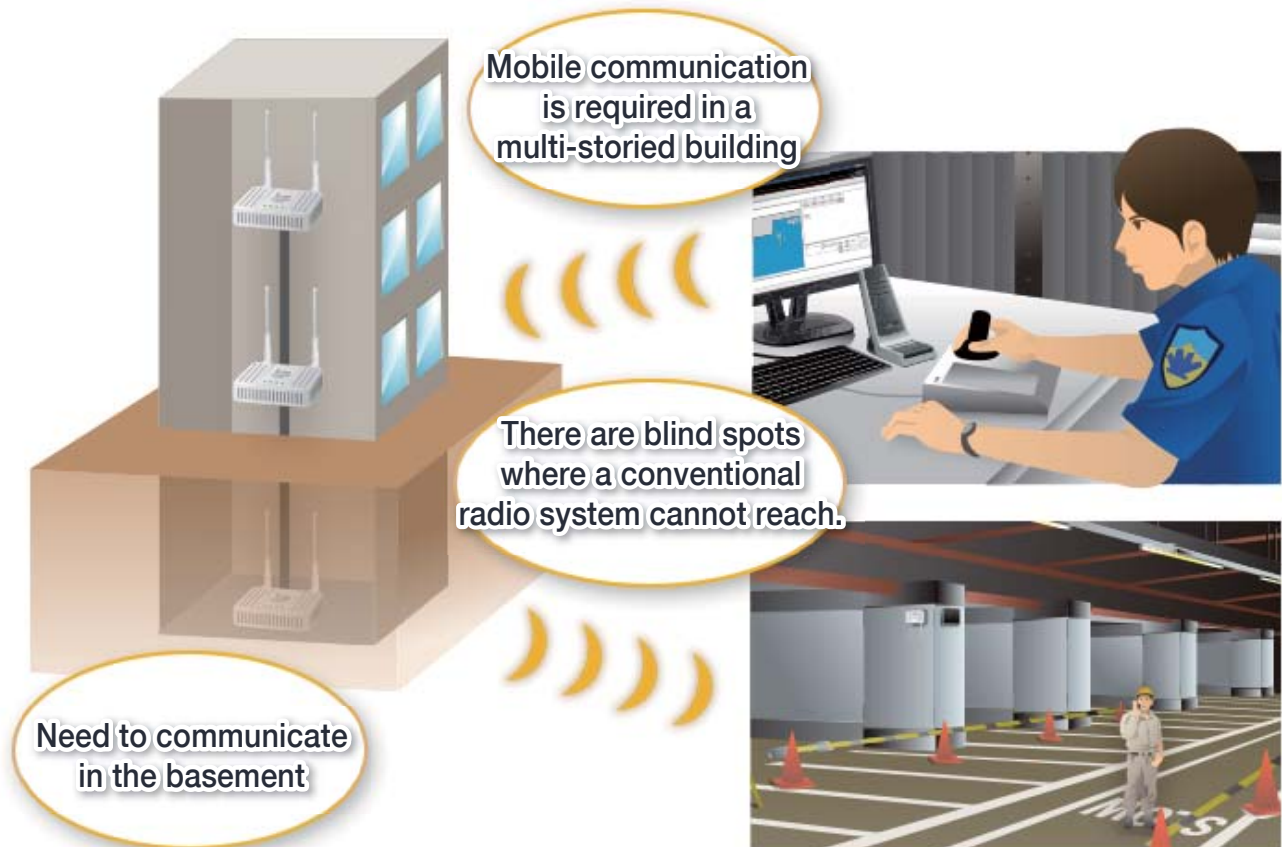 Mobile communication
is required in a
multi-storied building
There are blind spots
where a conventional
radio system cannot reach.
Need to communicate
in the basement